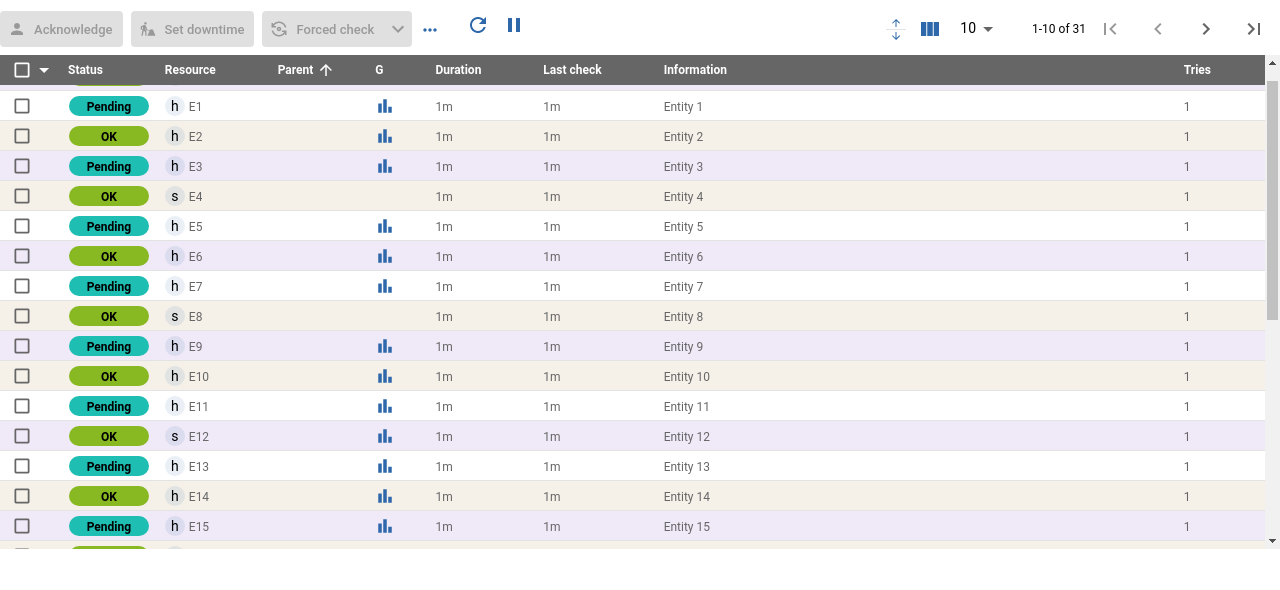 Acknowledge Set downtime Forced check ... 10 1-10 of 31
Status Resource Parent G Duration Last check Information Tries
Pending h E1 1m 1m Entity 1 1
OK h E2 1m 1m Entity 2 1
Pending h E3 1m 1m Entity 3 1
OK s E4 1m 1m Entity 4 1
Pending h E5 1m 1m Entity 5 1
OK h E6 1m 1m Entity 6 1
Pending h E7 1m 1m Entity 7 1
OK s E8 1m 1m Entity 8 1
Pending h E9 1m 1m Entity 9 1
OK h E10 1m 1m Entity 10 1
Pending h E11 1m 1m Entity 11 1
OK s E12 1m 1m Entity 12 1
Pending h E13 1m 1m Entity 13 1
OK h E14 1m 1m Entity 14 1
Pending h E15 1m 1m Entity 15 1